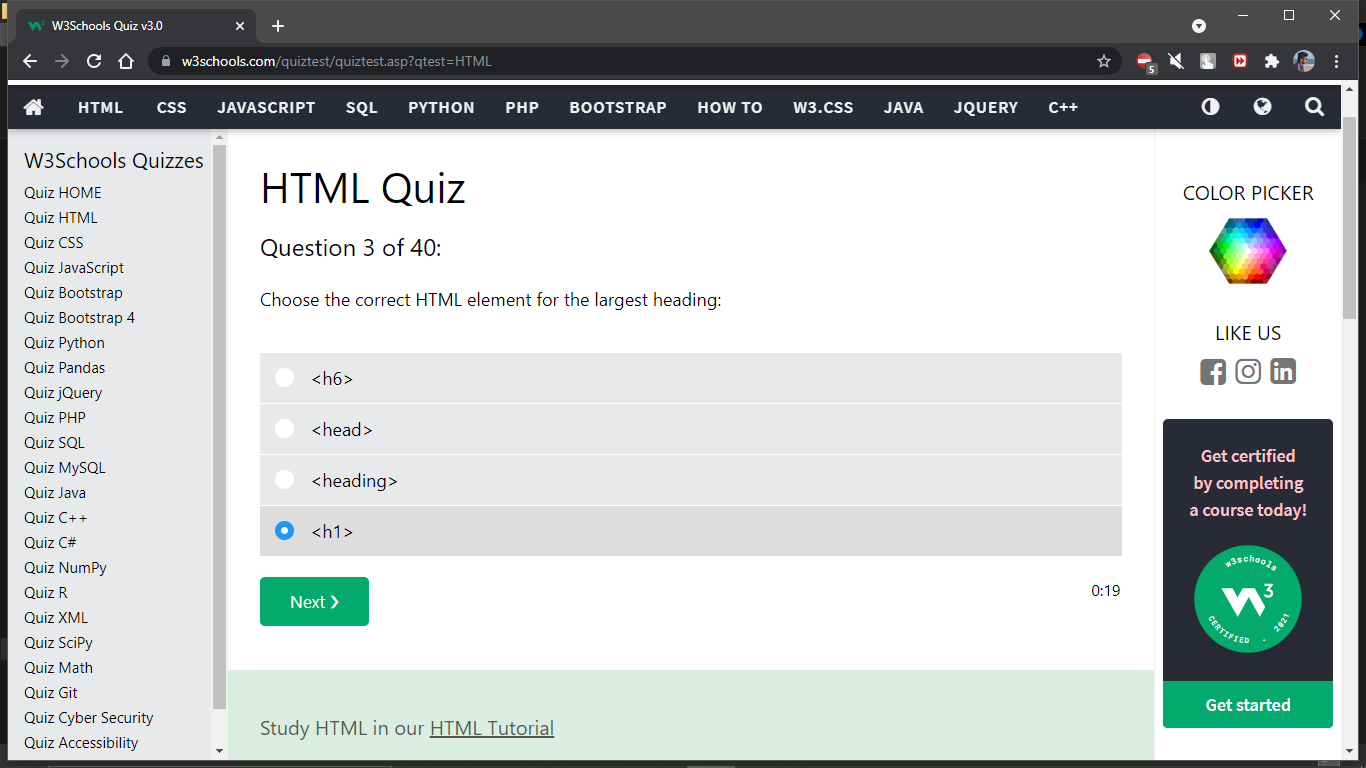 W3Schools Quiz v3.0
w3schools.com/quiztest/quiztest.asp?qtest=HTML
5
HTML CSS JAVASCRIPT SQL PYTHON PHP BOOTSTRAP HOW TO W3.CSS JAVA JQUERY C++
W3Schools Quizzes
Quiz HOME
Quiz HTML
Quiz CSS
Quiz JavaScript
Quiz Bootstrap
Quiz Bootstrap 4
Quiz Python
Quiz Pandas
Quiz jQuery
Quiz PHP
Quiz SQL
Quiz MySQL
Quiz Java
Quiz C++
Quiz C#
Quiz NumPy
Quiz R
Quiz XML
Quiz SciPy
Quiz Math
Quiz Git
Quiz Cyber Security
Quiz Accessibility
HTML Quiz
Question 3 of 40:
Choose the correct HTML element for the largest heading:
<h6>
<head>
<heading>
<h1>
Next ❯
0:19
Study HTML in our HTML Tutorial
COLOR PICKER
LIKE US
Get certified
by completing
a course today!
w3schools
W3
CERTIFIED . 2021
Get started